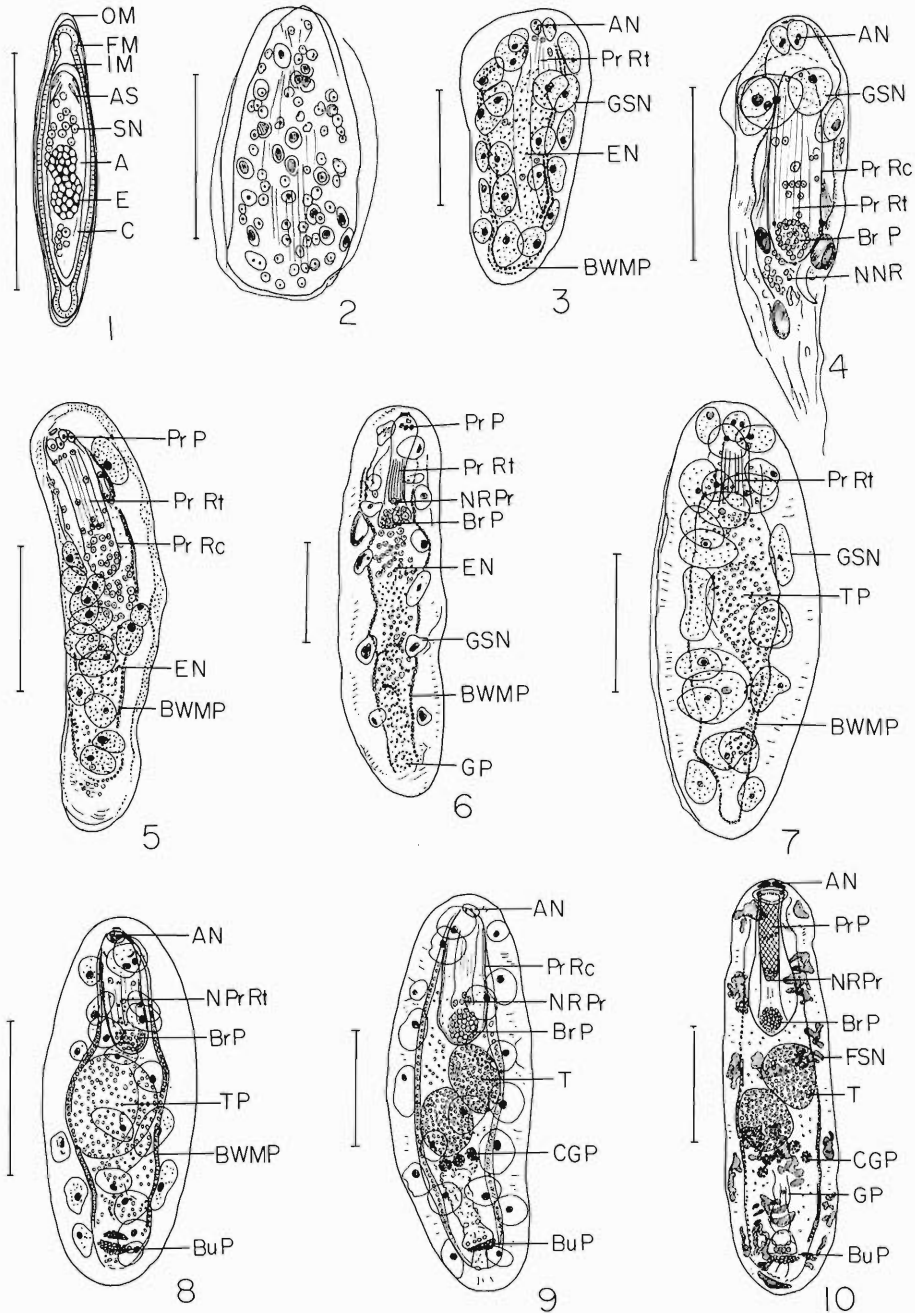 OM
FM
IM
AS
SN
A
E
C
1
2
AN
Pr Rt
GSN
EN
BWMP
3
AN
GSN
Pr Rc
Pr Rt
Br P
NNR
4
Pr P
Pr Rt
Pr Rc
EN
BWMP
5
Pr P
Pr Rt
NRPr
BrP
EN
GSN
BWMP
GP
6
Pr Rt
GSN
TP
BWMP
7
AN
NPrRt
BrP
TP
BWMP
BuP
8
AN
PrRc
NRPr
BrP
T
CGP
BuP
9
AN
PrP
NRPr
BrP
FSN
T
CGP
GP
BuP
10